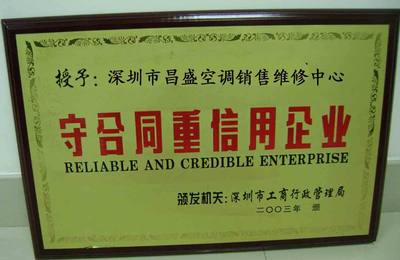 授予：深圳市昌盛空调销售维修中心
守合同重信用企业
RELIABLE AND CREDIBLE ENTERPRISE
颁发机关：深圳市工商行政管理局
二〇〇三年